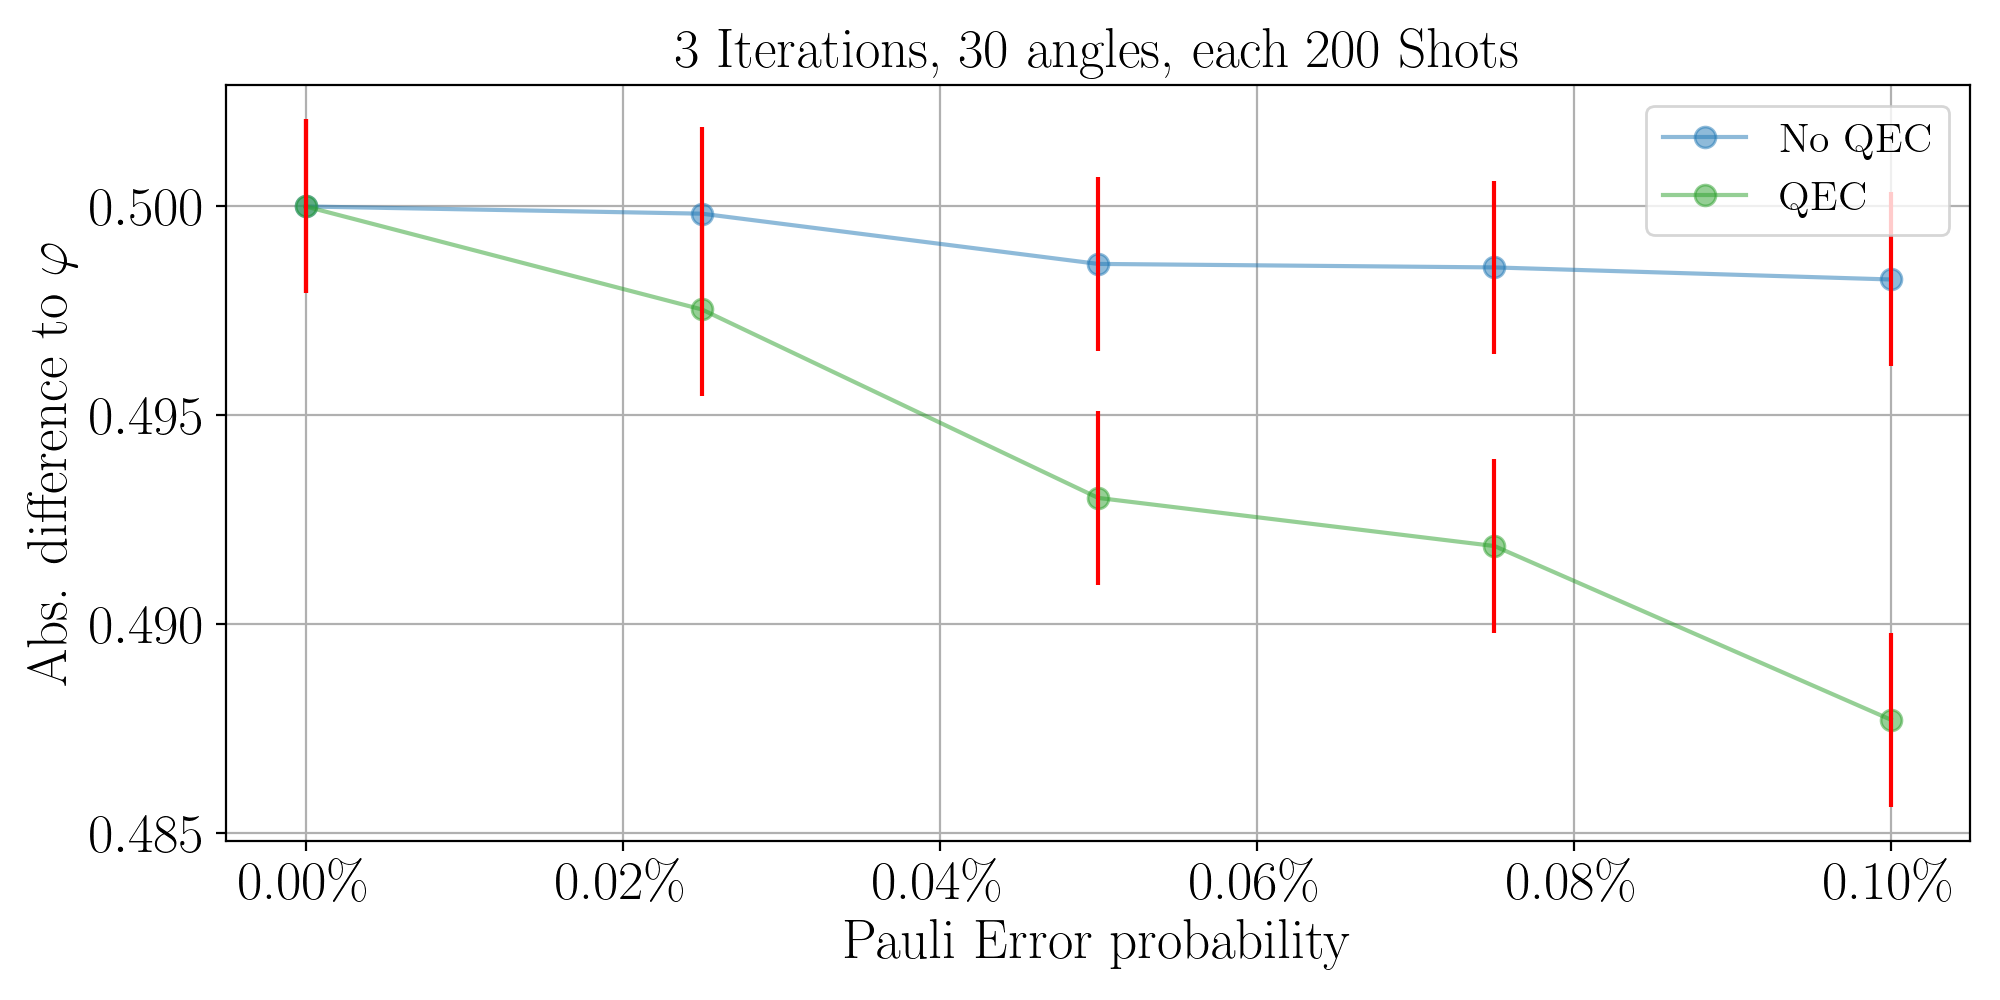 3 Iterations, 30 angles, each 200 Shots
No QEC
QEC
Abs. difference to φ
0.500
0.495
0.490
0.485
0.00% 0.02% 0.04% 0.06% 0.08% 0.10%
Pauli Error probability